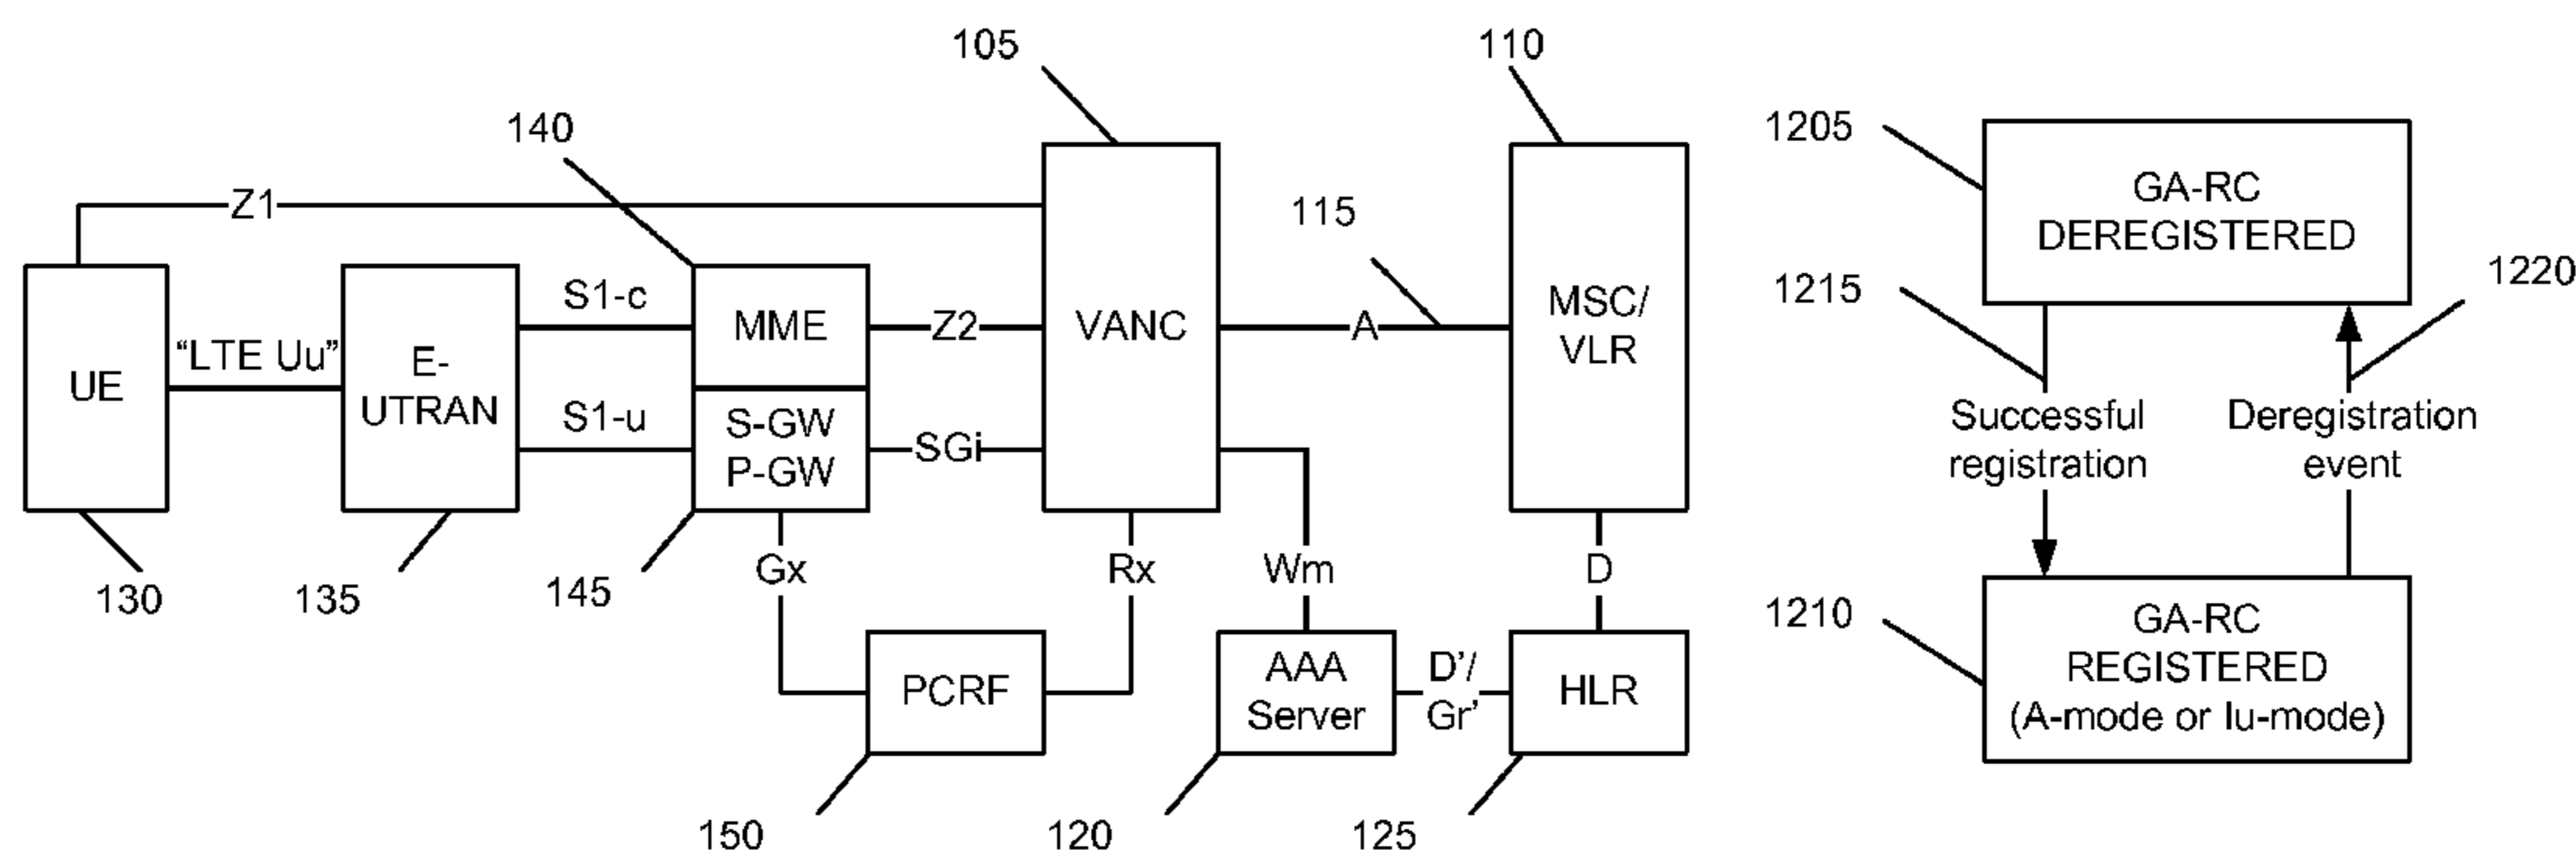 105
110
140
1205
GA-RC
DEREGISTERED
Z1
115
1220
1215
S1-c
MME
Z2
VANC
A
MSC/
VLR
"LTE Uu"
UE
E-
UTRAN
S1-u
S-GW
P-GW
SGi
Successful
registration
Deregistration
event
130
135
145
Gx
Rx
Wm
D
1210
GA-RC
REGISTERED
(A-mode or Iu-mode)
PCRF
AAA
Server
D'/
Gr'
HLR
150
120
125